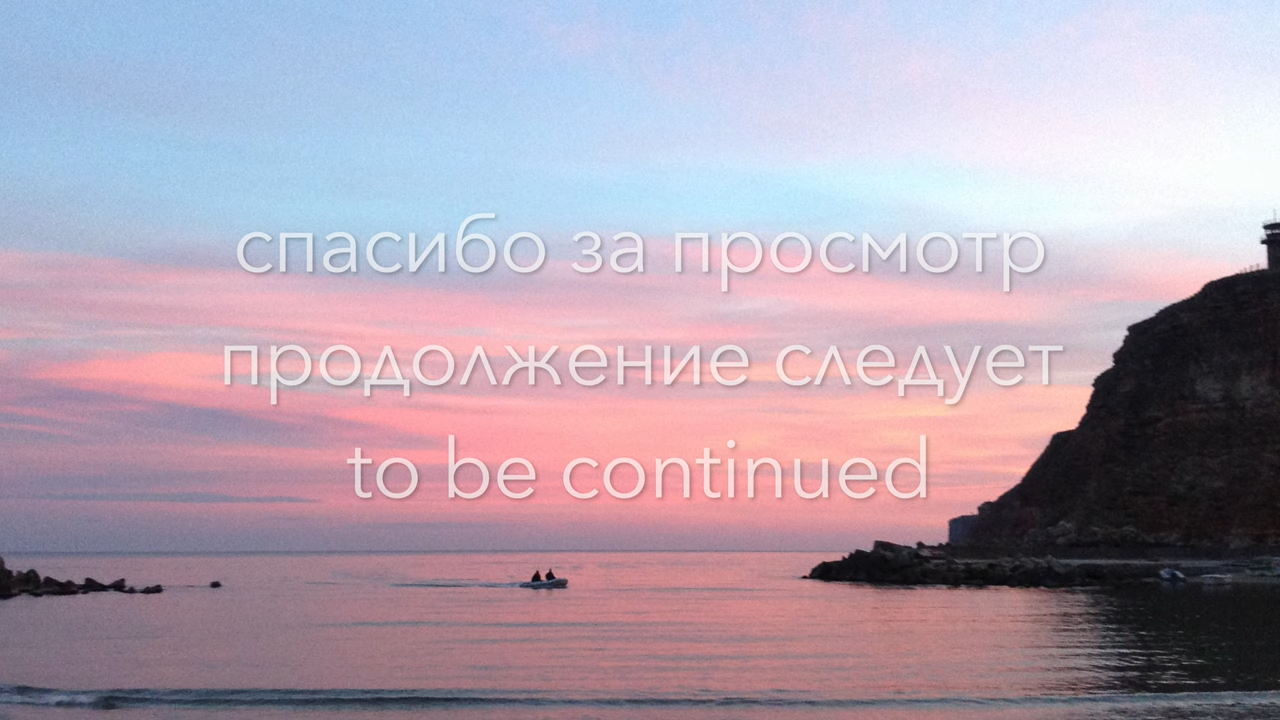 спасибо за просмотр
продолжение следует
to be continued